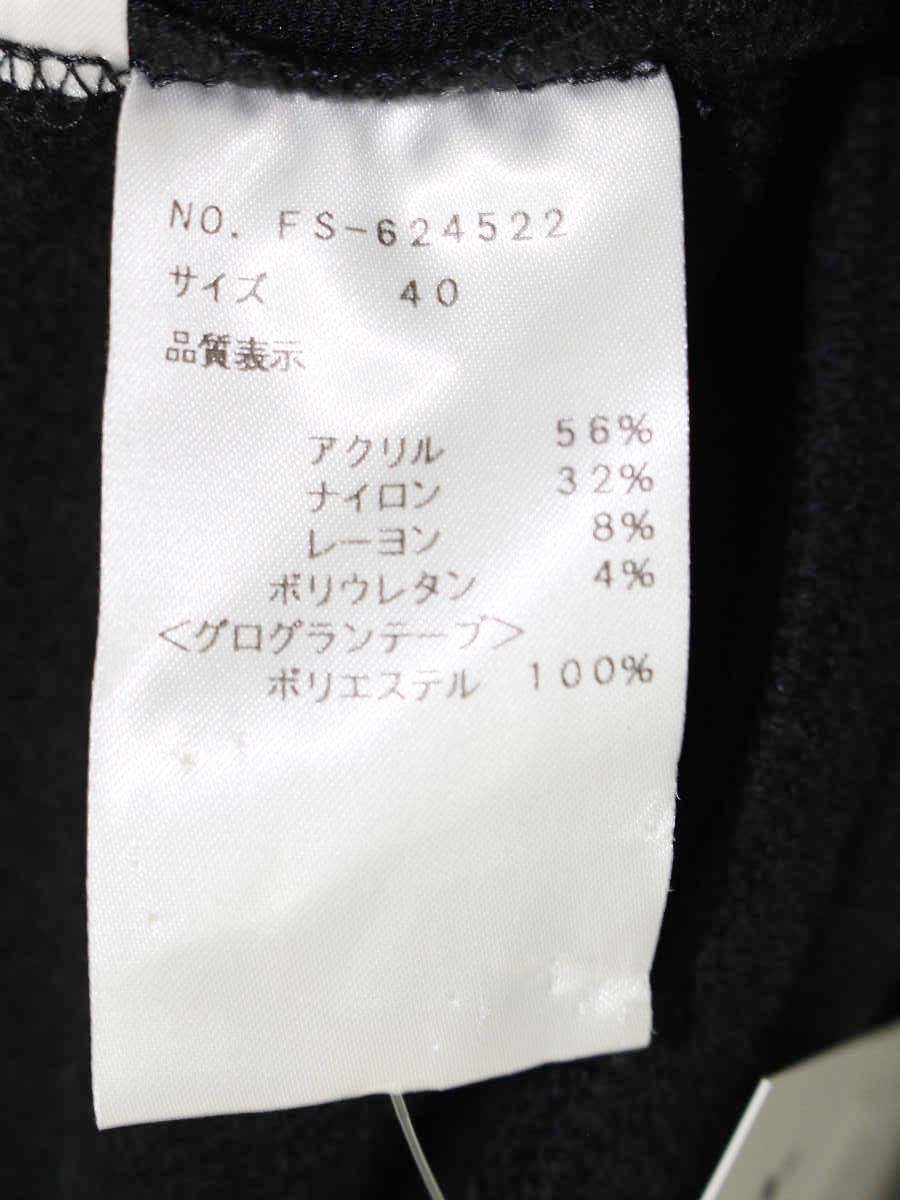 NO. FS-624522
サイズ 40
品質表示
アクリル 56%
ナイロン 32%
レーヨン 8%
ポリウレタン 4%
<グログランテープ>
ポリエステル 100%